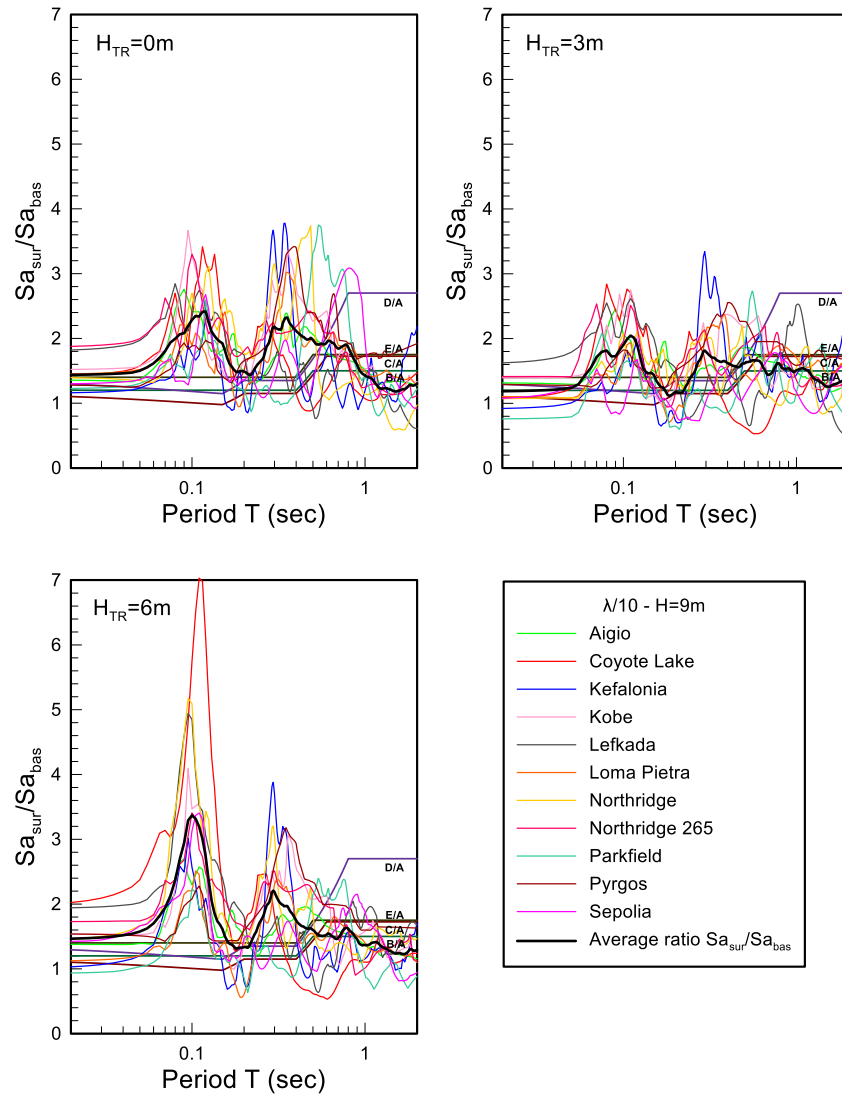 H_TR=0m
7
6
5
4
3
2
1
0
Sa_sur/Sa_bas
D/A
E/A
C/A
B/A
0.1 1
Period T (sec)
H_TR=3m
7
6
5
4
3
2
1
0
Sa_sur/Sa_bas
D/A
E/A
C/A
B/A
0.1 1
Period T (sec)
H_TR=6m
7
6
5
4
3
2
1
0
Sa_sur/Sa_bas
D/A
E/A
C/A
B/A
0.1 1
Period T (sec)
λ/10 - H=9m
Aigio
Coyote Lake
Kefalonia
Kobe
Lefkada
Loma Pietra
Northridge
Northridge 265
Parkfield
Pyrgos
Sepolia
Average ratio Sa_sur/Sa_bas